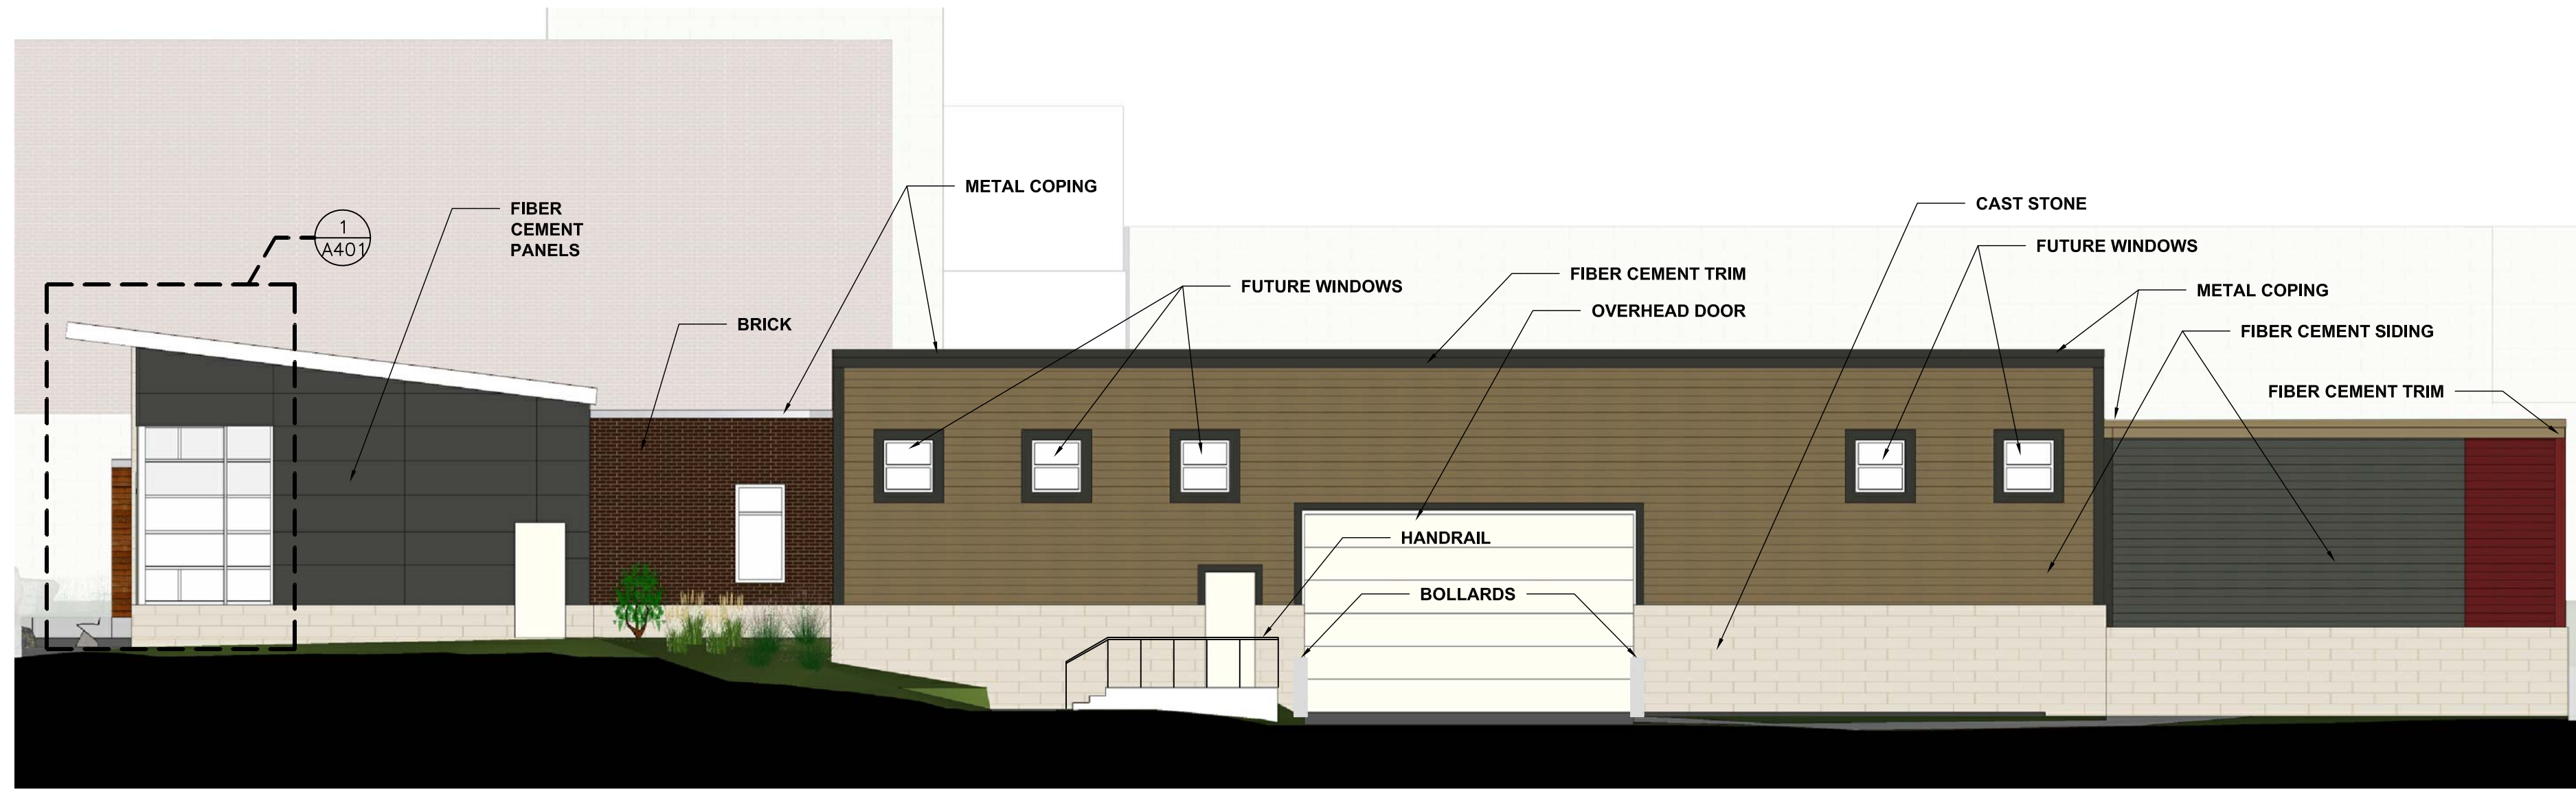 METAL COPING
CAST STONE
FIBER
CEMENT
PANELS
1
A401
FUTURE WINDOWS
FIBER CEMENT TRIM
FUTURE WINDOWS
METAL COPING
OVERHEAD DOOR
BRICK
FIBER CEMENT SIDING
FIBER CEMENT TRIM
HANDRAIL
BOLLARDS